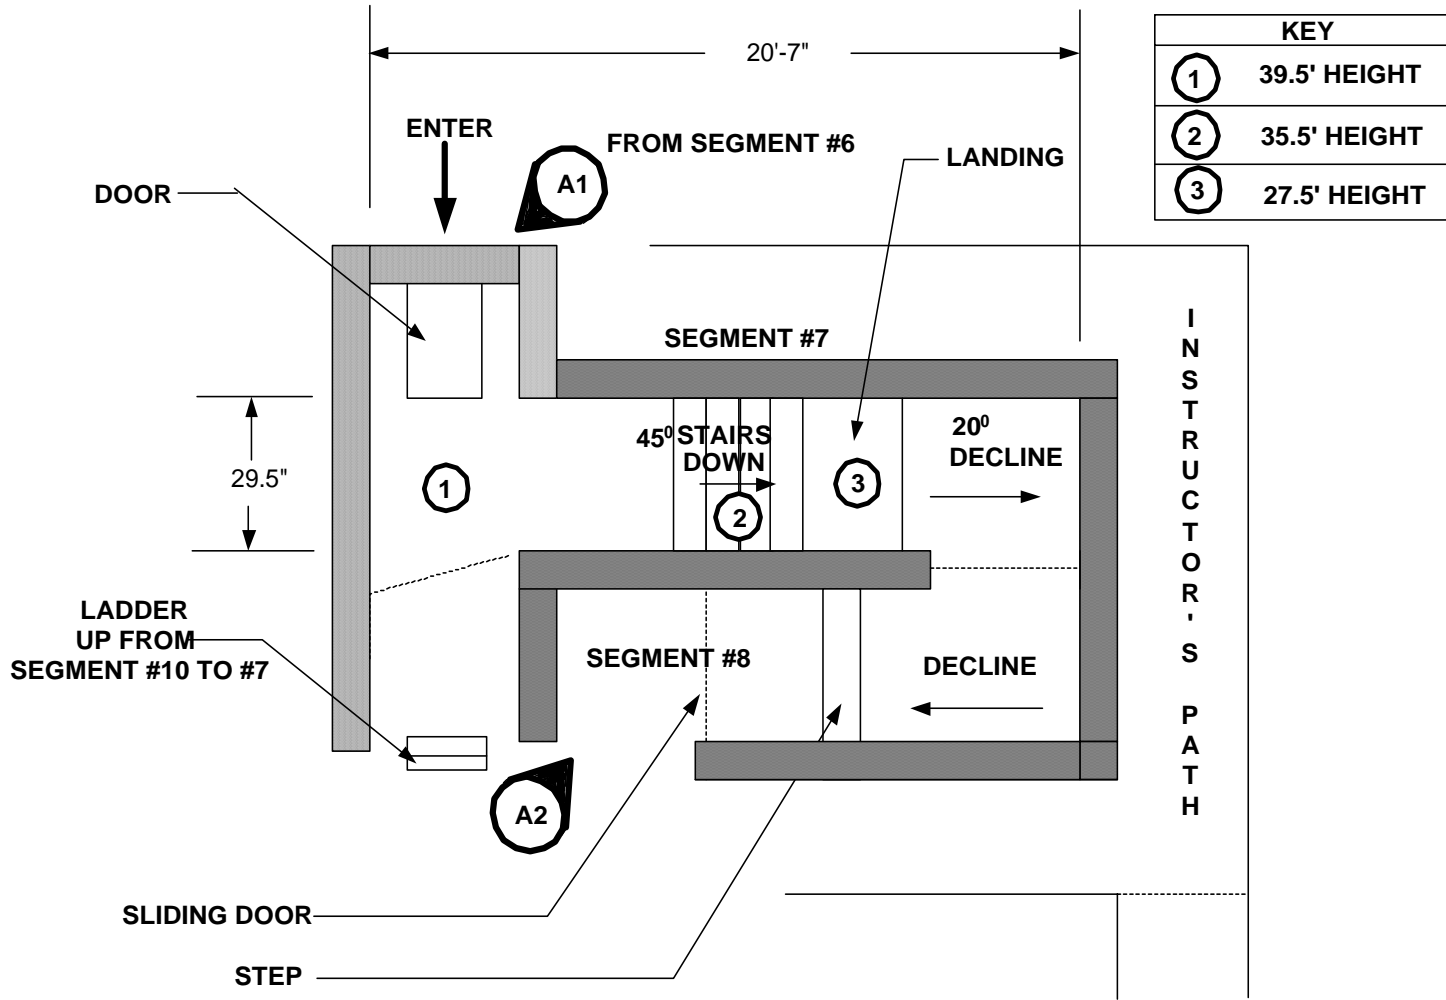 20'-7"
KEY
1 39.5' HEIGHT
2 35.5' HEIGHT
3 27.5' HEIGHT
ENTER
A1
FROM SEGMENT #6
LANDING
DOOR
SEGMENT #7
45⁰ STAIRS
DOWN
20⁰
DECLINE
29.5"
1
2
3
INSTRUCTOR'S PATH
LADDER
UP FROM
SEGMENT #10 TO #7
SEGMENT #8
DECLINE
A2
SLIDING DOOR
STEP